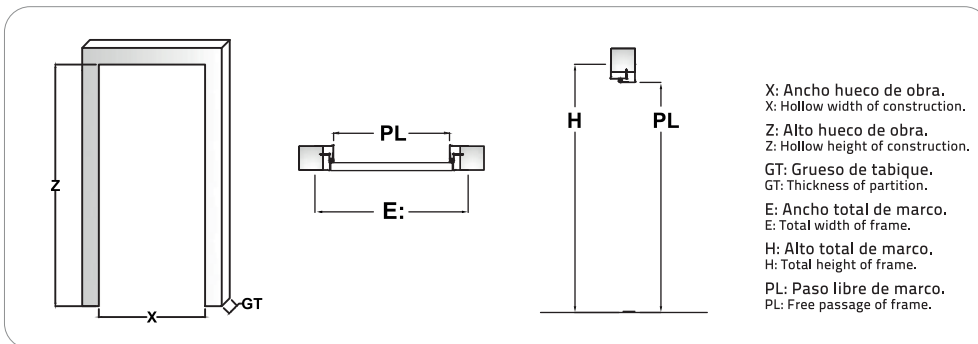 Z
X
GT
PL
E:
H
PL
X: Ancho hueco de obra.
X: Hollow width of construction.
Z: Alto hueco de obra.
Z: Hollow height of construction.
GT: Grueso de tabique.
GT: Thickness of partition.
E: Ancho total de marco.
E: Total width of frame.
H: Alto total de marco.
H: Total height of frame.
PL: Paso libre de marco.
PL: Free passage of frame.